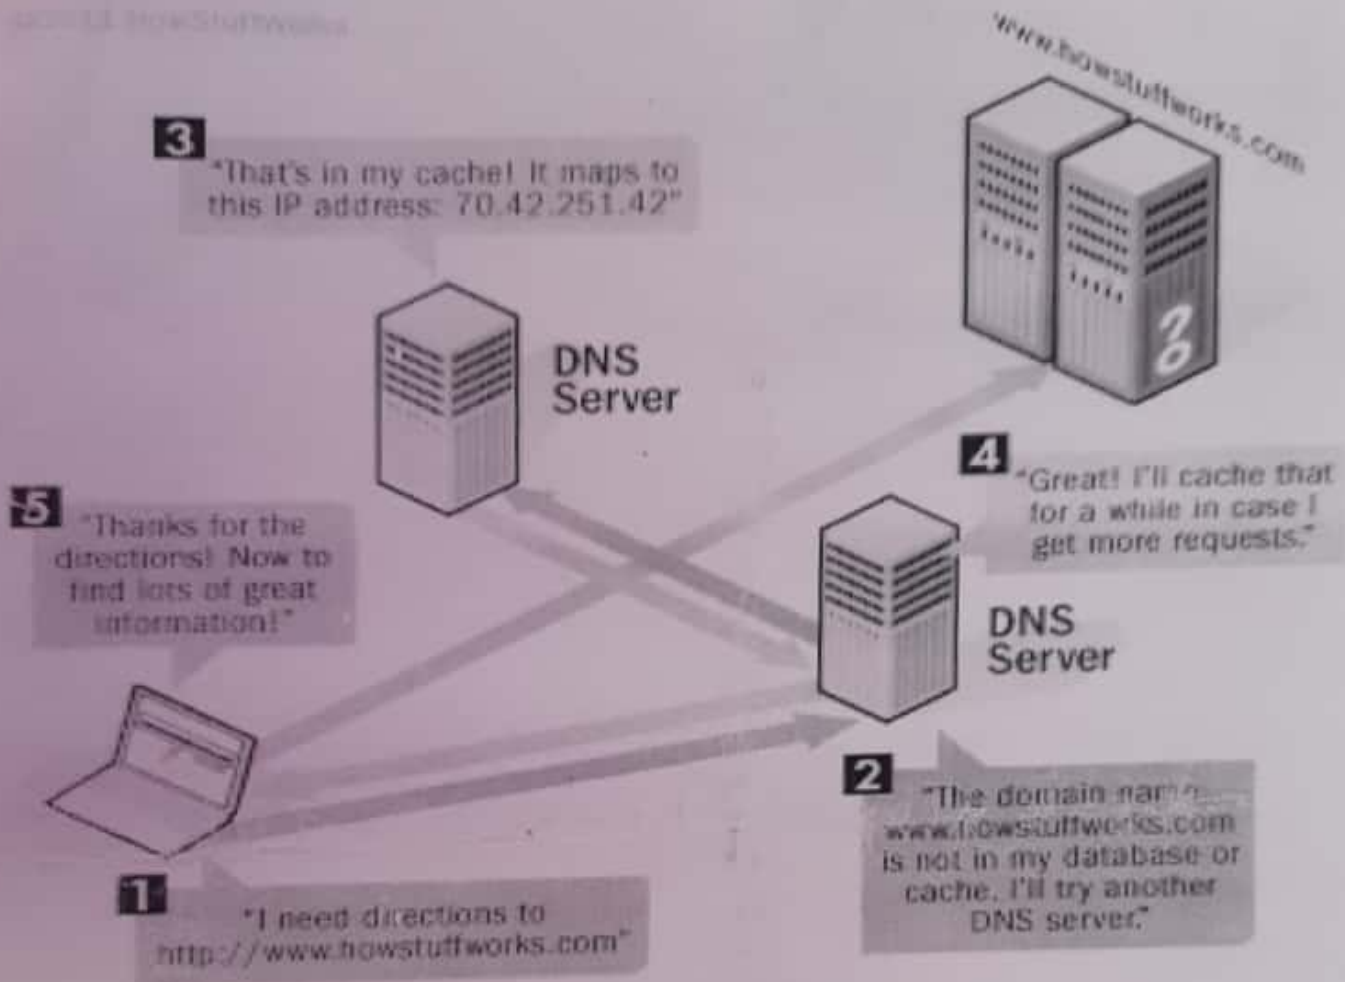 HowStuffWorks
www.howstuffworks.com
3
"That's in my cache! It maps to
this IP address: 70.42.251.42"
DNS
Server
4
"Great! I'll cache that
for a while in case I
get more requests."
5
"Thanks for the
directions! Now to
find lots of great
information!"
DNS
Server
2
"The domain name
www.howstuffworks.com
is not in my database or
cache. I'll try another
DNS server."
1
"I need directions to
http://www.howstuffworks.com"